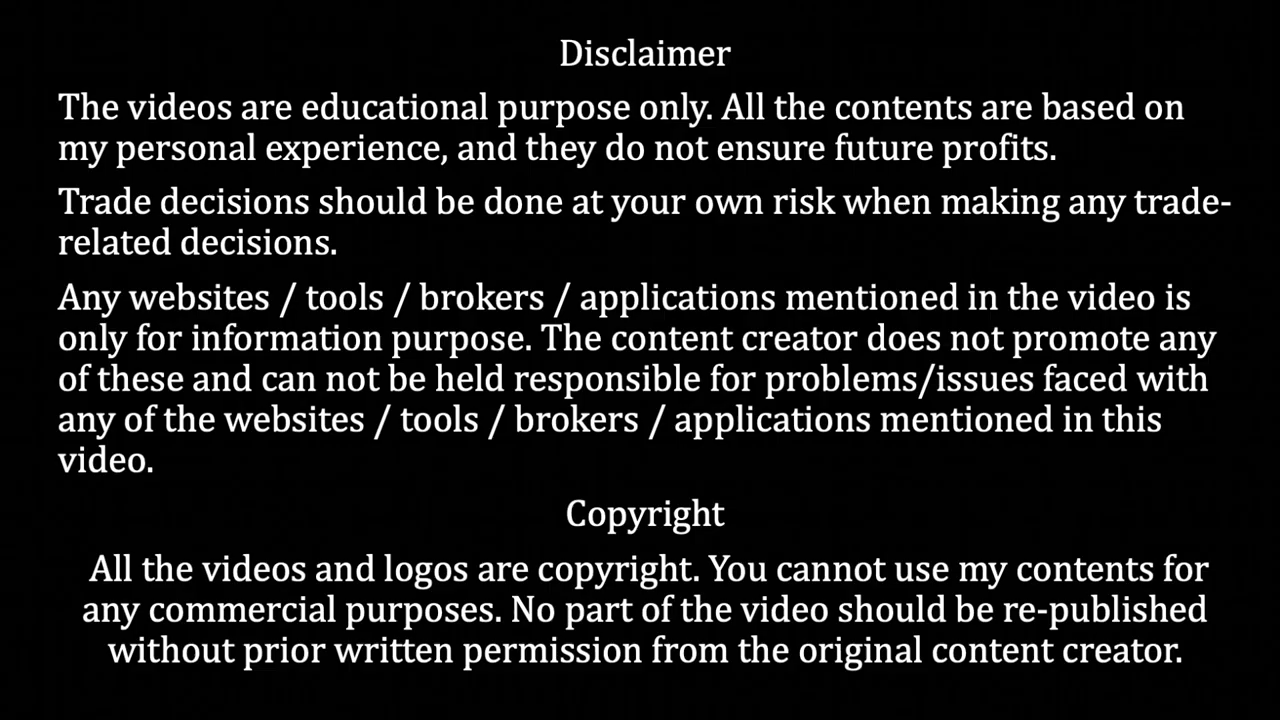 Disclaimer
The videos are educational purpose only. All the contents are based on
my personal experience, and they do not ensure future profits.
Trade decisions should be done at your own risk when making any trade-
related decisions.
Any websites / tools / brokers / applications mentioned in the video is
only for information purpose. The content creator does not promote any
of these and can not be held responsible for problems/issues faced with
any of the websites / tools / brokers / applications mentioned in this
video.
Copyright
All the videos and logos are copyright. You cannot use my contents for
any commercial purposes. No part of the video should be re-published
without prior written permission from the original content creator.